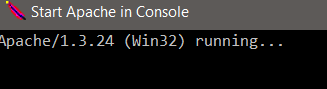 Start Apache in Console
Apache/1.3.24 (Win32) running...